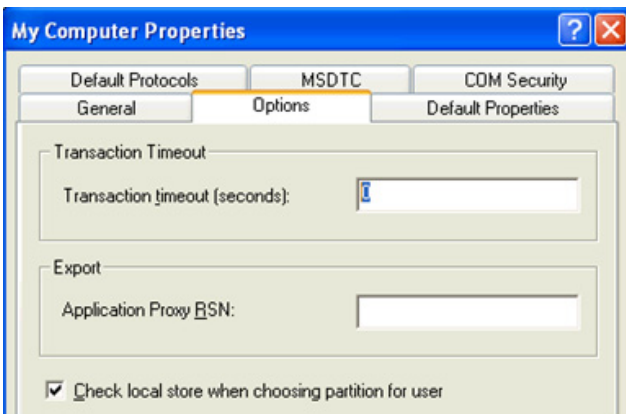 My Computer Properties
Default Protocols MSDTC COM Security
General Options Default Properties
Transaction Timeout
Transaction timeout (seconds): 0
Export
Application Proxy RSN:
Check local store when choosing partition for user